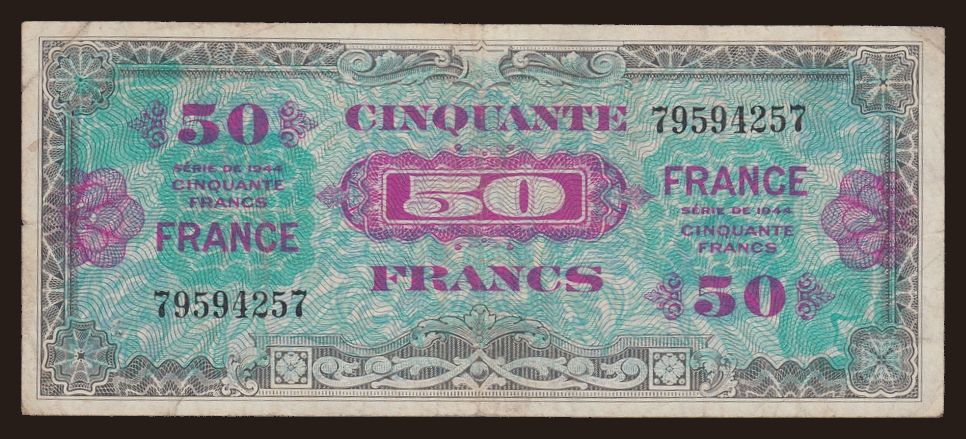 50
SÉRIE DE 1944
CINQUANTE
FRANCS
FRANCE
79594257
CINQUANTE
50
FRANCS
79594257
FRANCE
SÉRIE DE 1944
CINQUANTE
FRANCS
50